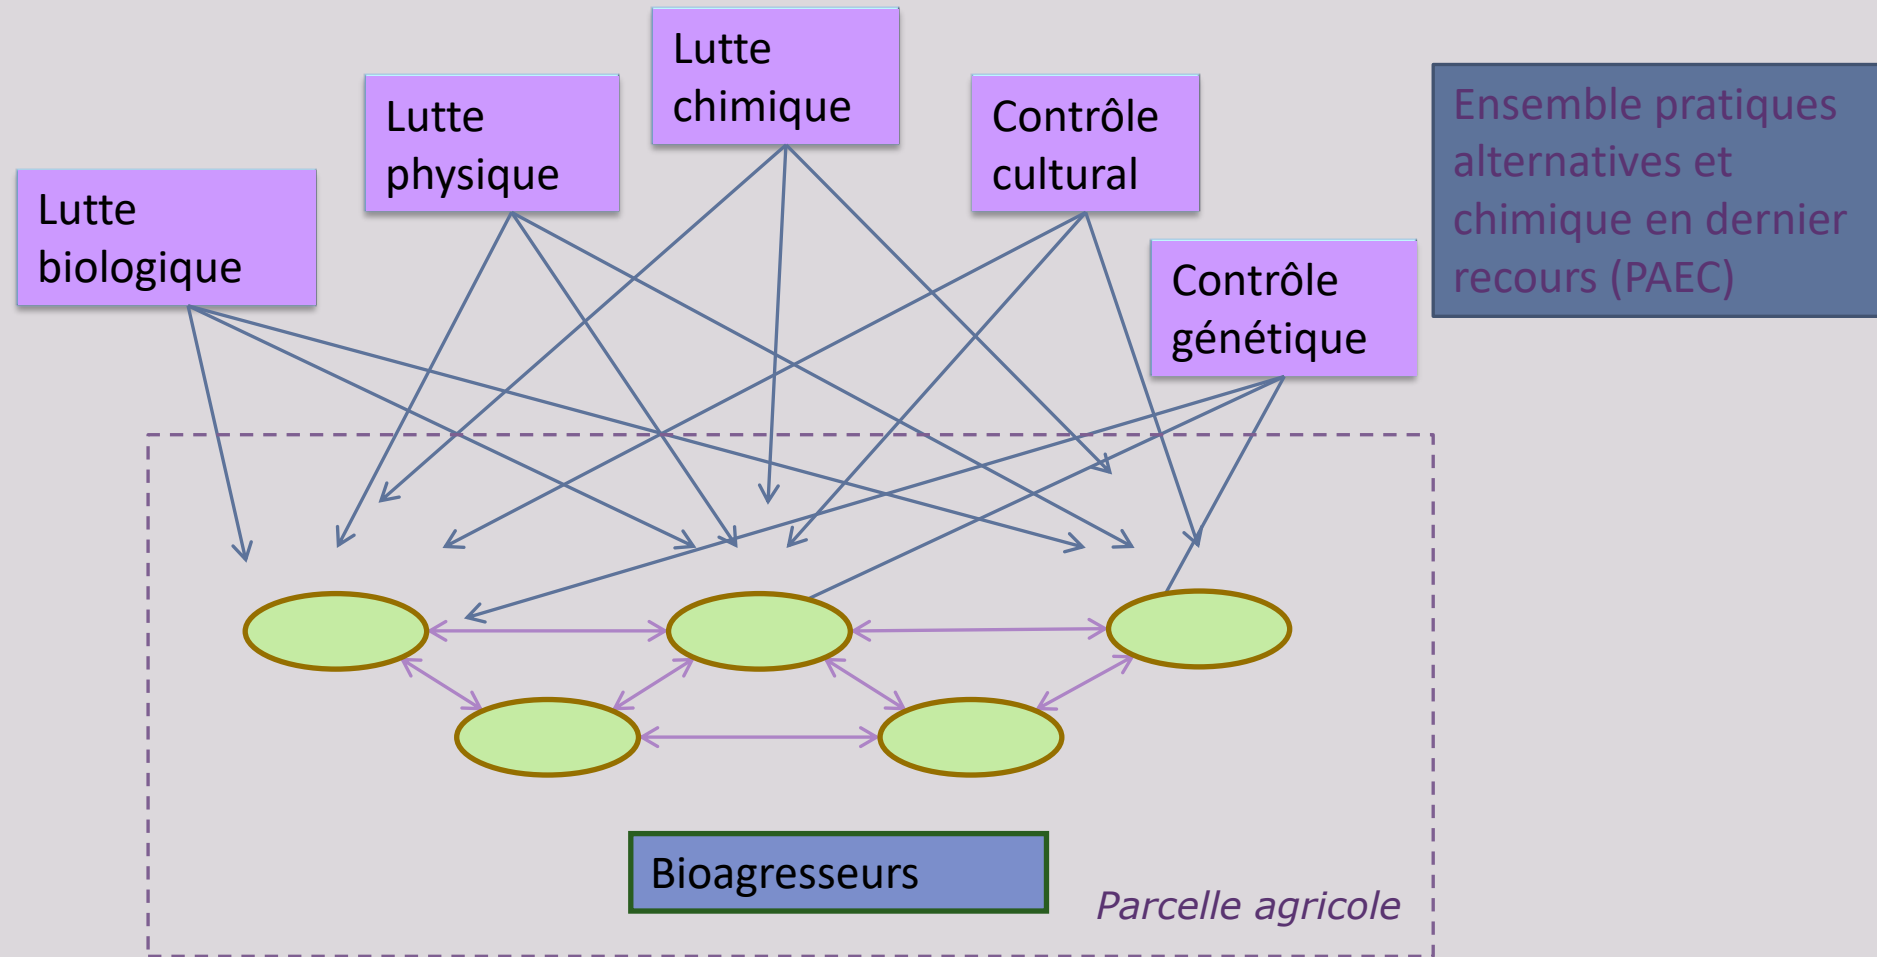 Lutte
biologique
Lutte
physique
Lutte
chimique
Contrôle
cultural
Contrôle
génétique
Ensemble pratiques
alternatives et
chimique en dernier
recours (PAEC)
Bioagresseurs
Parcelle agricole